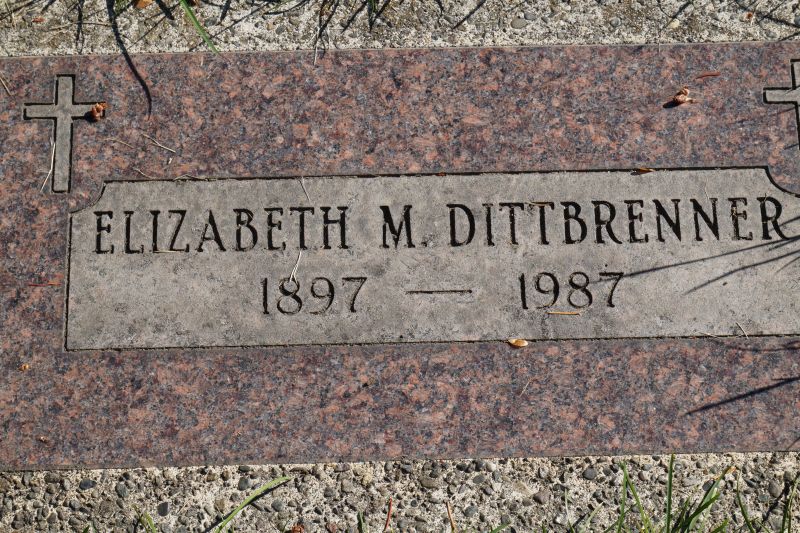 ELIZABETH M. DITTBRENNER
1897 — 1987